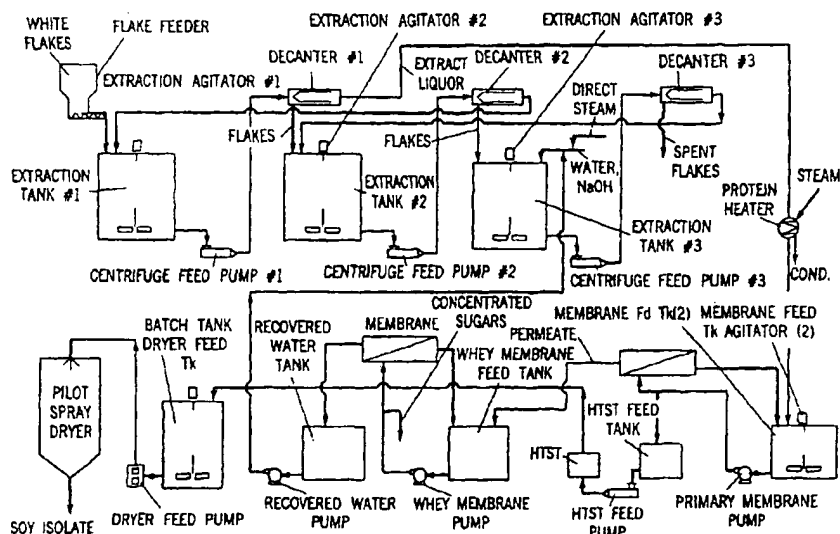 WHITE
FLAKES
FLAKE FEEDER
EXTRACTION AGITATOR #1
EXTRACTION AGITATOR #2
DECANTER #1
EXTRACTION AGITATOR #3
EXTRACT
LIQUOR
DECANTER #2
DIRECT
STEAM
DECANTER #3
FLAKES
FLAKES
WATER,
NaOH
SPENT
FLAKES
EXTRACTION
TANK #1
EXTRACTION
TANK #2
EXTRACTION
TANK #3
STEAM
PROTEIN
HEATER
COND.
CENTRIFUGE FEED PUMP #1
CENTRIFUGE FEED PUMP #2
CENTRIFUGE FEED PUMP #3
BATCH TANK
DRYER FEED
Tk
RECOVERED
WATER
TANK
MEMBRANE
CONCENTRATED
SUGARS
WHEY MEMBRANE
FEED TANK
PERMEATE
MEMBRANE Fd Tk(2)
MEMBRANE FEED
Tk AGITATOR (2)
PILOT
SPRAY
DRYER
HTST FEED
TANK
HTST
SOY ISOLATE
DRYER FEED PUMP
RECOVERED WATER
PUMP
WHEY MEMBRANE
PUMP
HTST FEED
PUMP
PRIMARY MEMBRANE
PUMP